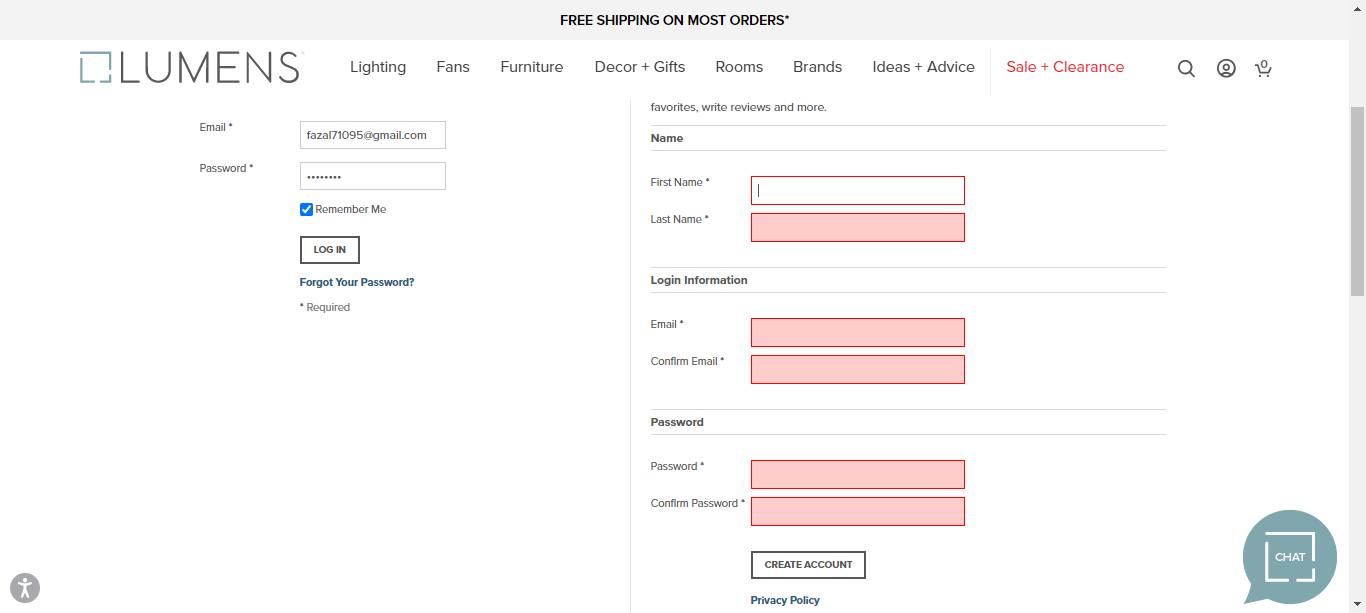 FREE SHIPPING ON MOST ORDERS*
LUMENS
Lighting Fans Furniture Decor + Gifts Rooms Brands Ideas + Advice Sale + Clearance 0
Email *
fazal71095@gmail.com
Password *
••••••••
Remember Me
LOG IN
Forgot Your Password?
* Required
favorites, write reviews and more.
Name
First Name *
Last Name *
Login Information
Email *
Confirm Email *
Password
Password *
Confirm Password *
CREATE ACCOUNT
Privacy Policy
CHAT